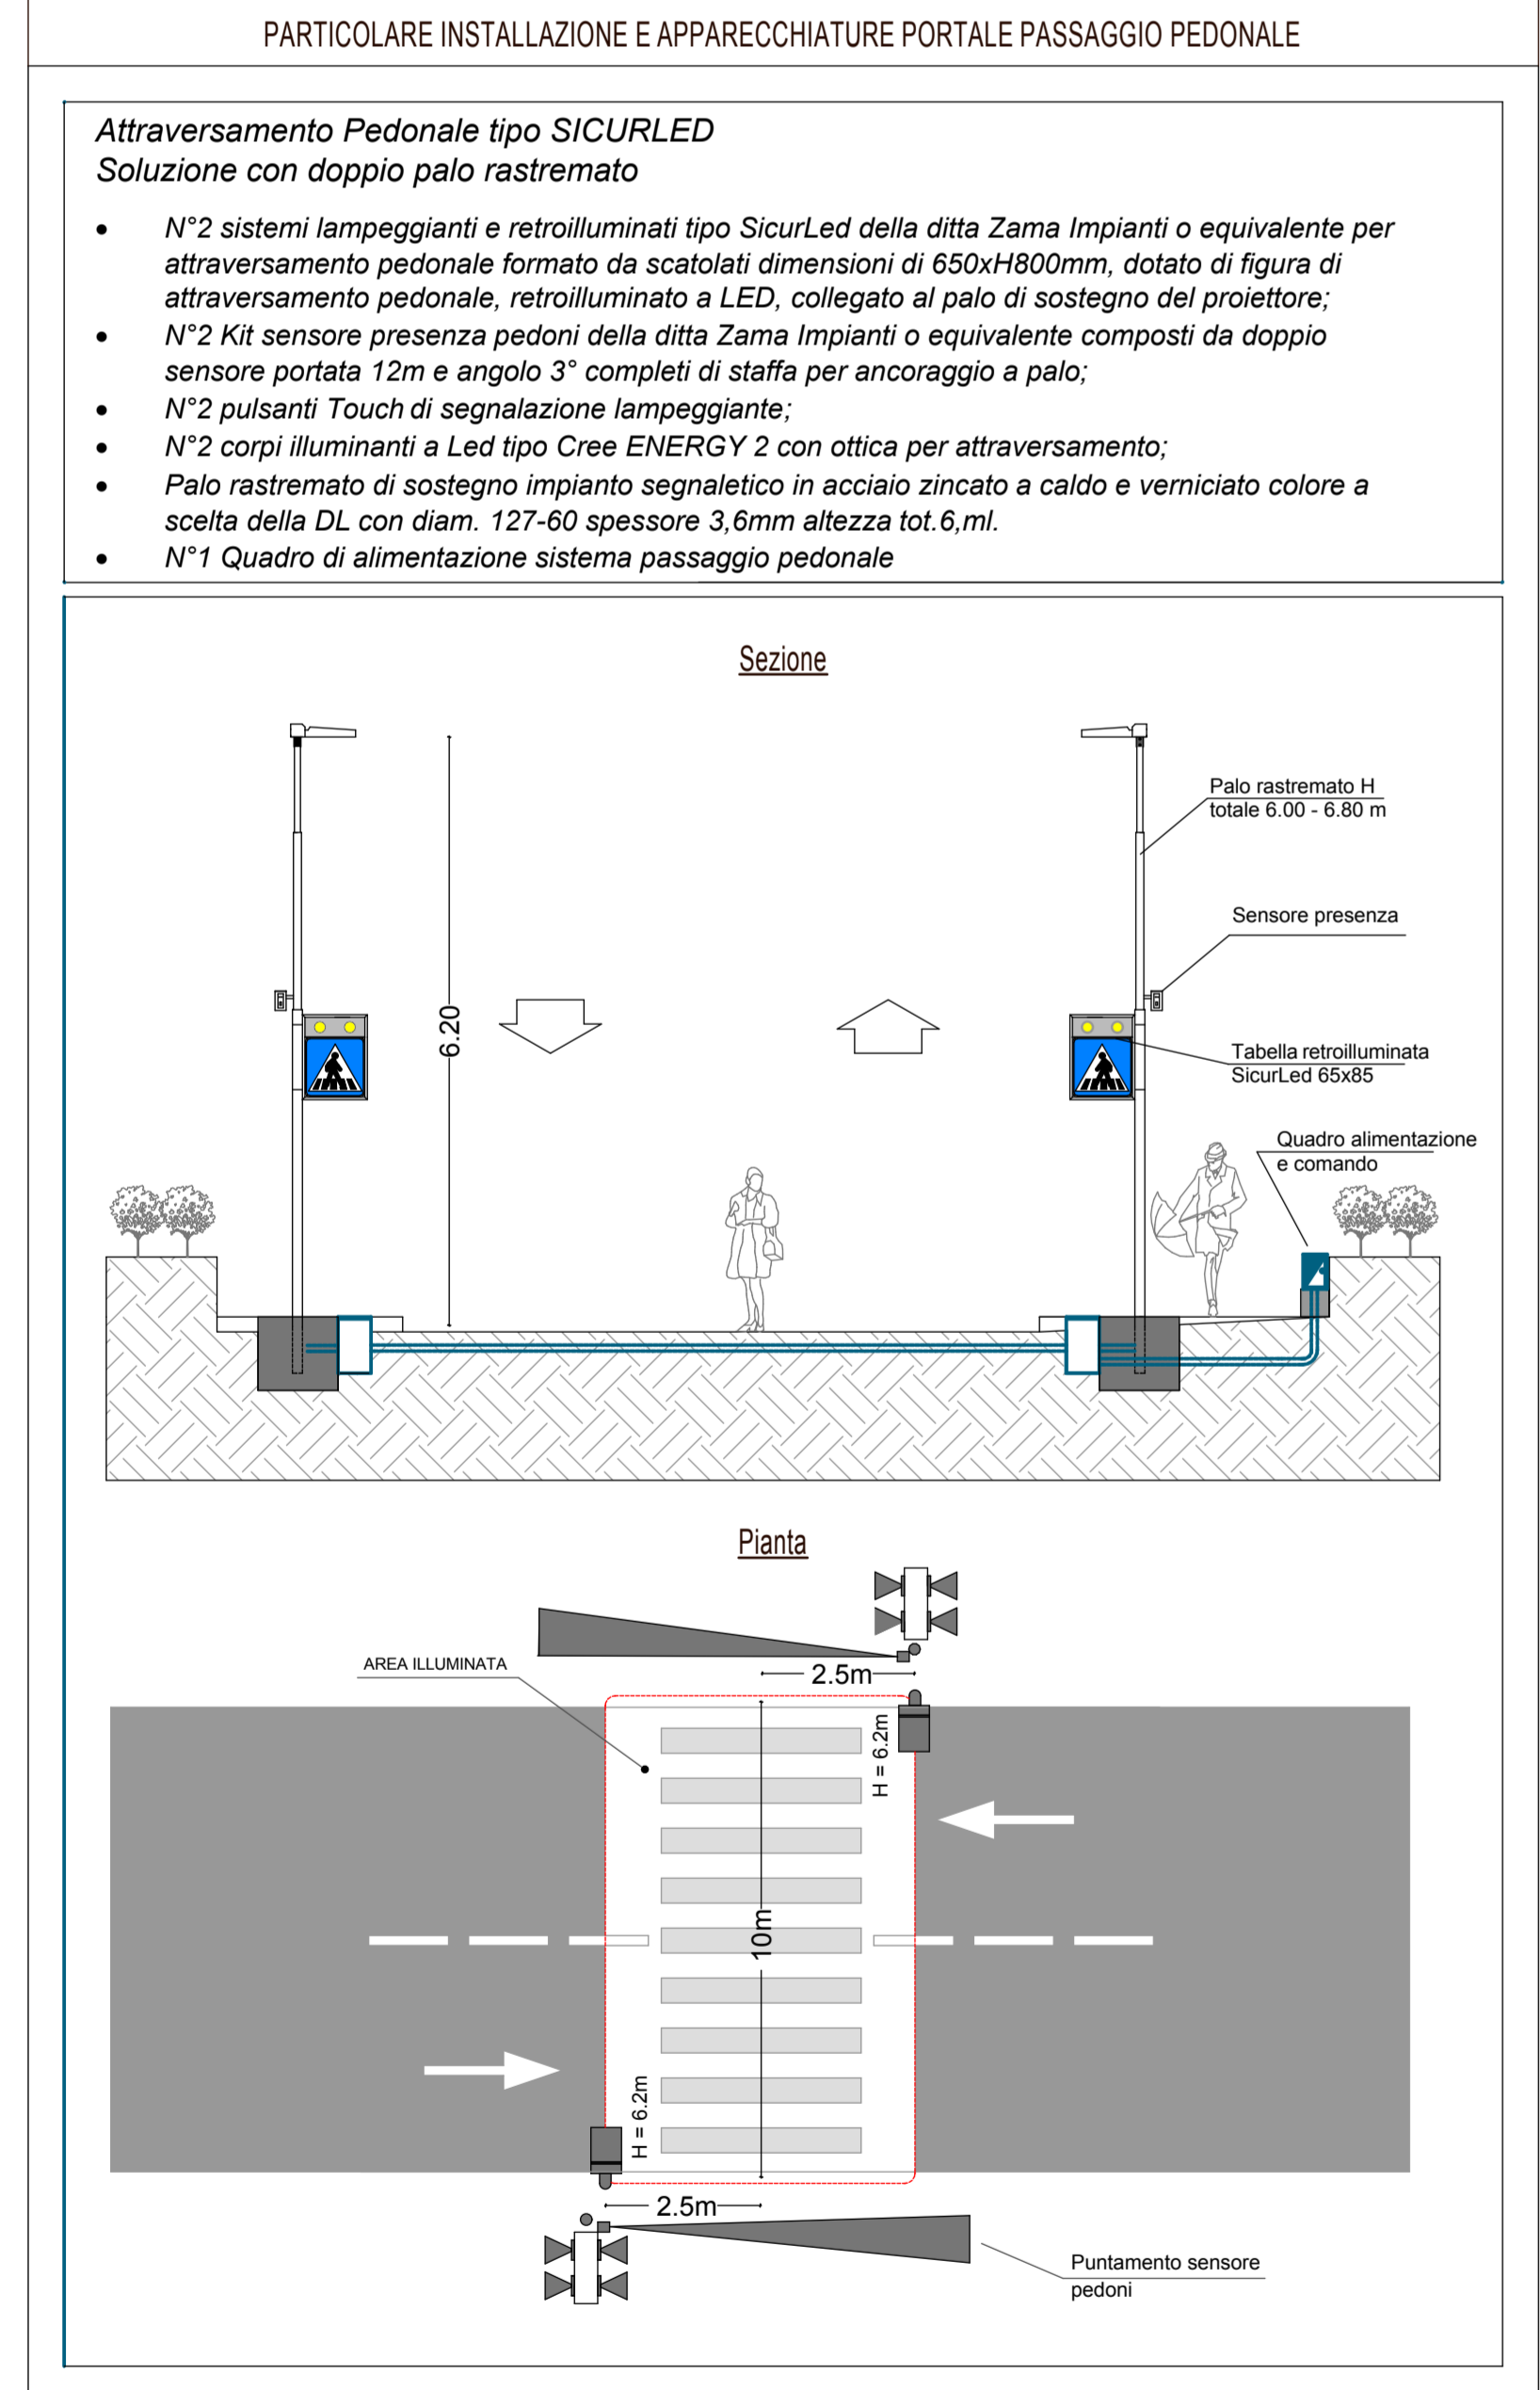 PARTICOLARE INSTALLAZIONE E APPARECCHIATURE PORTALE PASSAGGIO PEDONALE
Attraversamento Pedonale tipo SICURLED
Soluzione con doppio palo rastremato
• N°2 sistemi lampeggianti e retroilluminati tipo SicurLed della ditta Zama Impianti o equivalente per
attraversamento pedonale formato da scatolati dimensioni di 650xH800mm, dotato di figura di
attraversamento pedonale, retroilluminato a LED, collegato al palo di sostegno del proiettore;
• N°2 Kit sensore presenza pedoni della ditta Zama Impianti o equivalente composti da doppio
sensore portata 12m e angolo 3° completi di staffa per ancoraggio a palo;
• N°2 pulsanti Touch di segnalazione lampeggiante;
• N°2 corpi illuminanti a Led tipo Cree ENERGY 2 con ottica per attraversamento;
• Palo rastremato di sostegno impianto segnaletico in acciaio zincato a caldo e verniciato colore a
scelta della DL con diam. 127-60 spessore 3,6mm altezza tot.6,ml.
• N°1 Quadro di alimentazione sistema passaggio pedonale
Sezione
Palo rastremato H
totale 6.00 - 6.80 m
Sensore presenza
6.20
Tabella retroilluminata
SicurLed 65x85
Quadro alimentazione
e comando
Pianta
AREA ILLUMINATA
2.5m
H = 6.2m
10m
H = 6.2m
2.5m
Puntamento sensore
pedoni